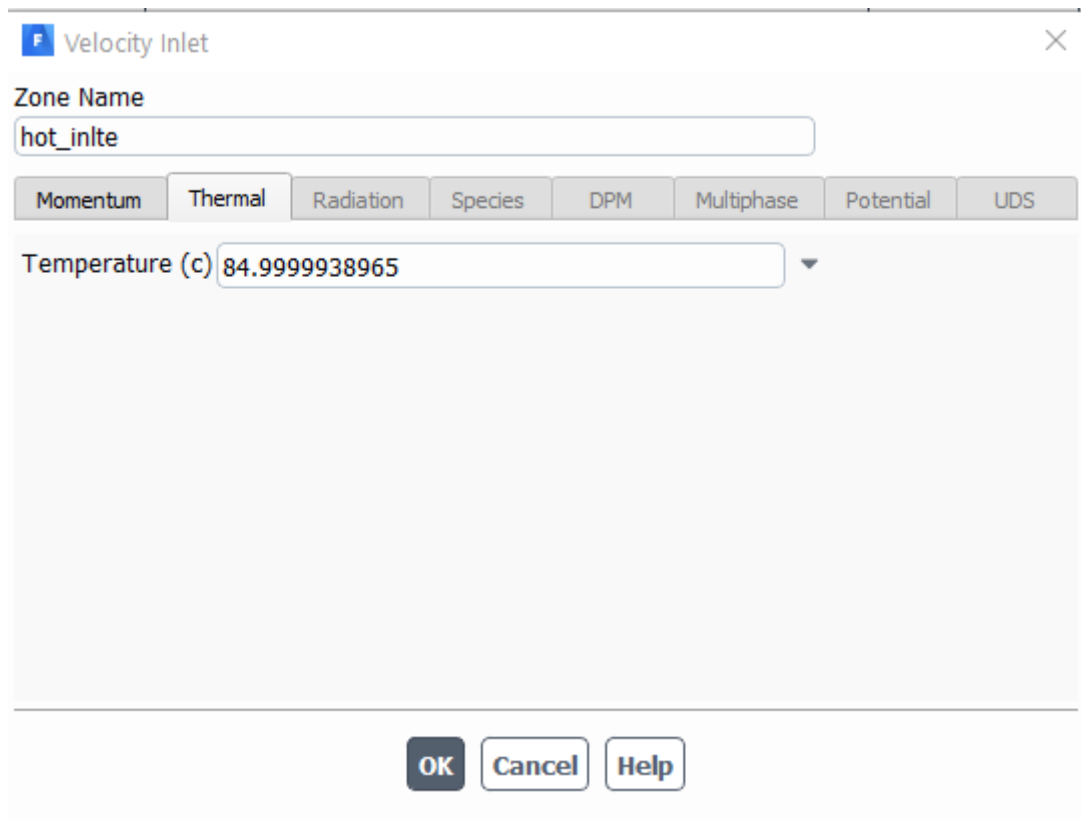 F Velocity Inlet
Zone Name
hot_inlte
Momentum Thermal Radiation Species DPM Multiphase Potential UDS
Temperature (c) 84.9999938965
OK Cancel Help